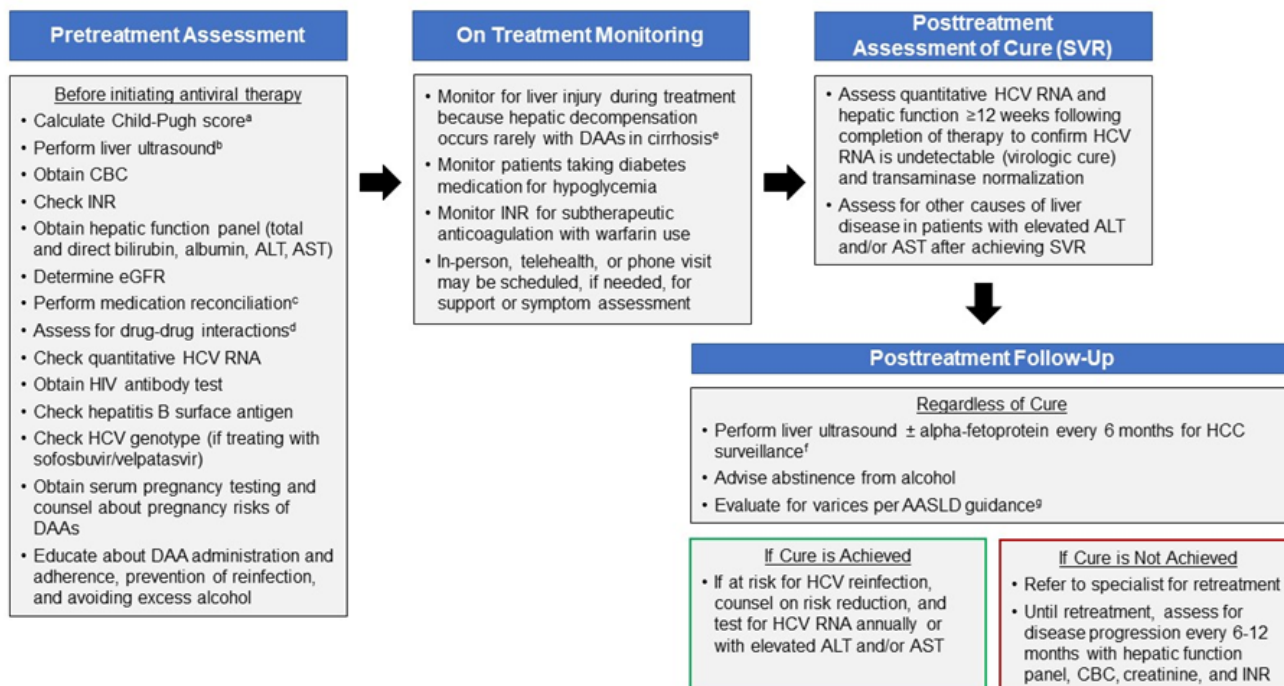 Pretreatment Assessment
Before initiating antiviral therapy
• Calculate Child-Pugh scoreᵃ
• Perform liver ultrasoundᵇ
• Obtain CBC
• Check INR
• Obtain hepatic function panel (total
and direct bilirubin, albumin, ALT, AST)
• Determine eGFR
• Perform medication reconciliationᶜ
• Assess for drug-drug interactionsᵈ
• Check quantitative HCV RNA
• Obtain HIV antibody test
• Check hepatitis B surface antigen
• Check HCV genotype (if treating with
sofosbuvir/velpatasvir)
• Obtain serum pregnancy testing and
counsel about pregnancy risks of
DAAs
• Educate about DAA administration and
adherence, prevention of reinfection,
and avoiding excess alcohol
On Treatment Monitoring
• Monitor for liver injury during treatment
because hepatic decompensation
occurs rarely with DAAs in cirrhosisᵉ
• Monitor patients taking diabetes
medication for hypoglycemia
• Monitor INR for subtherapeutic
anticoagulation with warfarin use
• In-person, telehealth, or phone visit
may be scheduled, if needed, for
support or symptom assessment
Posttreatment
Assessment of Cure (SVR)
• Assess quantitative HCV RNA and
hepatic function ≥12 weeks following
completion of therapy to confirm HCV
RNA is undetectable (virologic cure)
and transaminase normalization
• Assess for other causes of liver
disease in patients with elevated ALT
and/or AST after achieving SVR
Posttreatment Follow-Up
Regardless of Cure
• Perform liver ultrasound ± alpha-fetoprotein every 6 months for HCC
surveillanceᶠ
• Advise abstinence from alcohol
• Evaluate for varices per AASLD guidanceᵍ
If Cure is Achieved
• If at risk for HCV reinfection,
counsel on risk reduction, and
test for HCV RNA annually or
with elevated ALT and/or AST
If Cure is Not Achieved
• Refer to specialist for retreatment
• Until retreatment, assess for
disease progression every 6-12
months with hepatic function
panel, CBC, creatinine, and INR